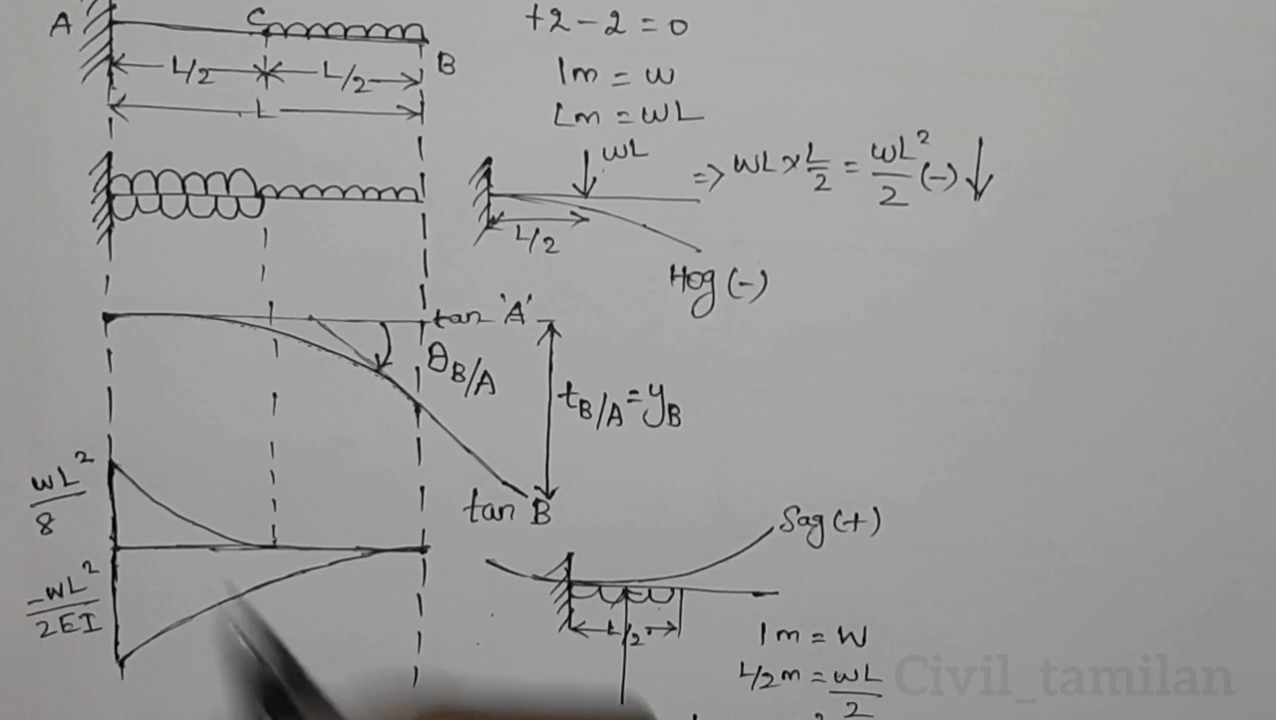 A
C
B
L/2
L/2
L
+2-2=0
1m = w
Lm = wL
wL
=> wL x L/2 = wL²/2 (-) ↓
L/2
Hog (-)
tan 'A'
θB/A
tB/A = yB
tan B
wL²/8
-wL²/2EI
Sag (+)
L/2
1m = w
L/2m = wL/2
Civil_tamilan